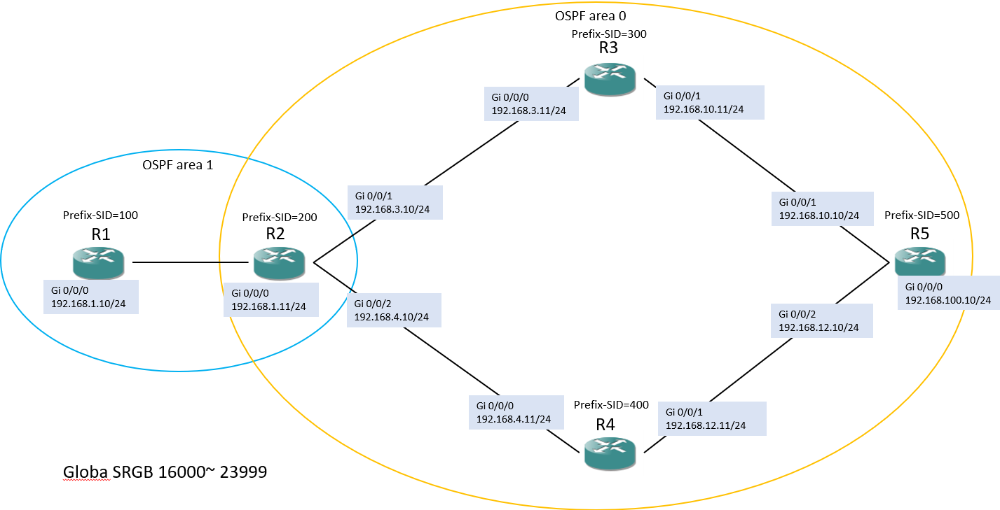 OSPF area 0
Prefix-SID=300
R3
Gi 0/0/0
192.168.3.11/24
Gi 0/0/1
192.168.10.11/24
OSPF area 1
Gi 0/0/1
192.168.3.10/24
Gi 0/0/1
192.168.10.10/24
Prefix-SID=100
R1
Prefix-SID=200
R2
Prefix-SID=500
R5
Gi 0/0/0
192.168.1.10/24
Gi 0/0/0
192.168.1.11/24
Gi 0/0/0
192.168.100.10/24
Gi 0/0/2
192.168.4.10/24
Gi 0/0/2
192.168.12.10/24
Gi 0/0/0
192.168.4.11/24
Prefix-SID=400
R4
Gi 0/0/1
192.168.12.11/24
Globa SRGB 16000~ 23999